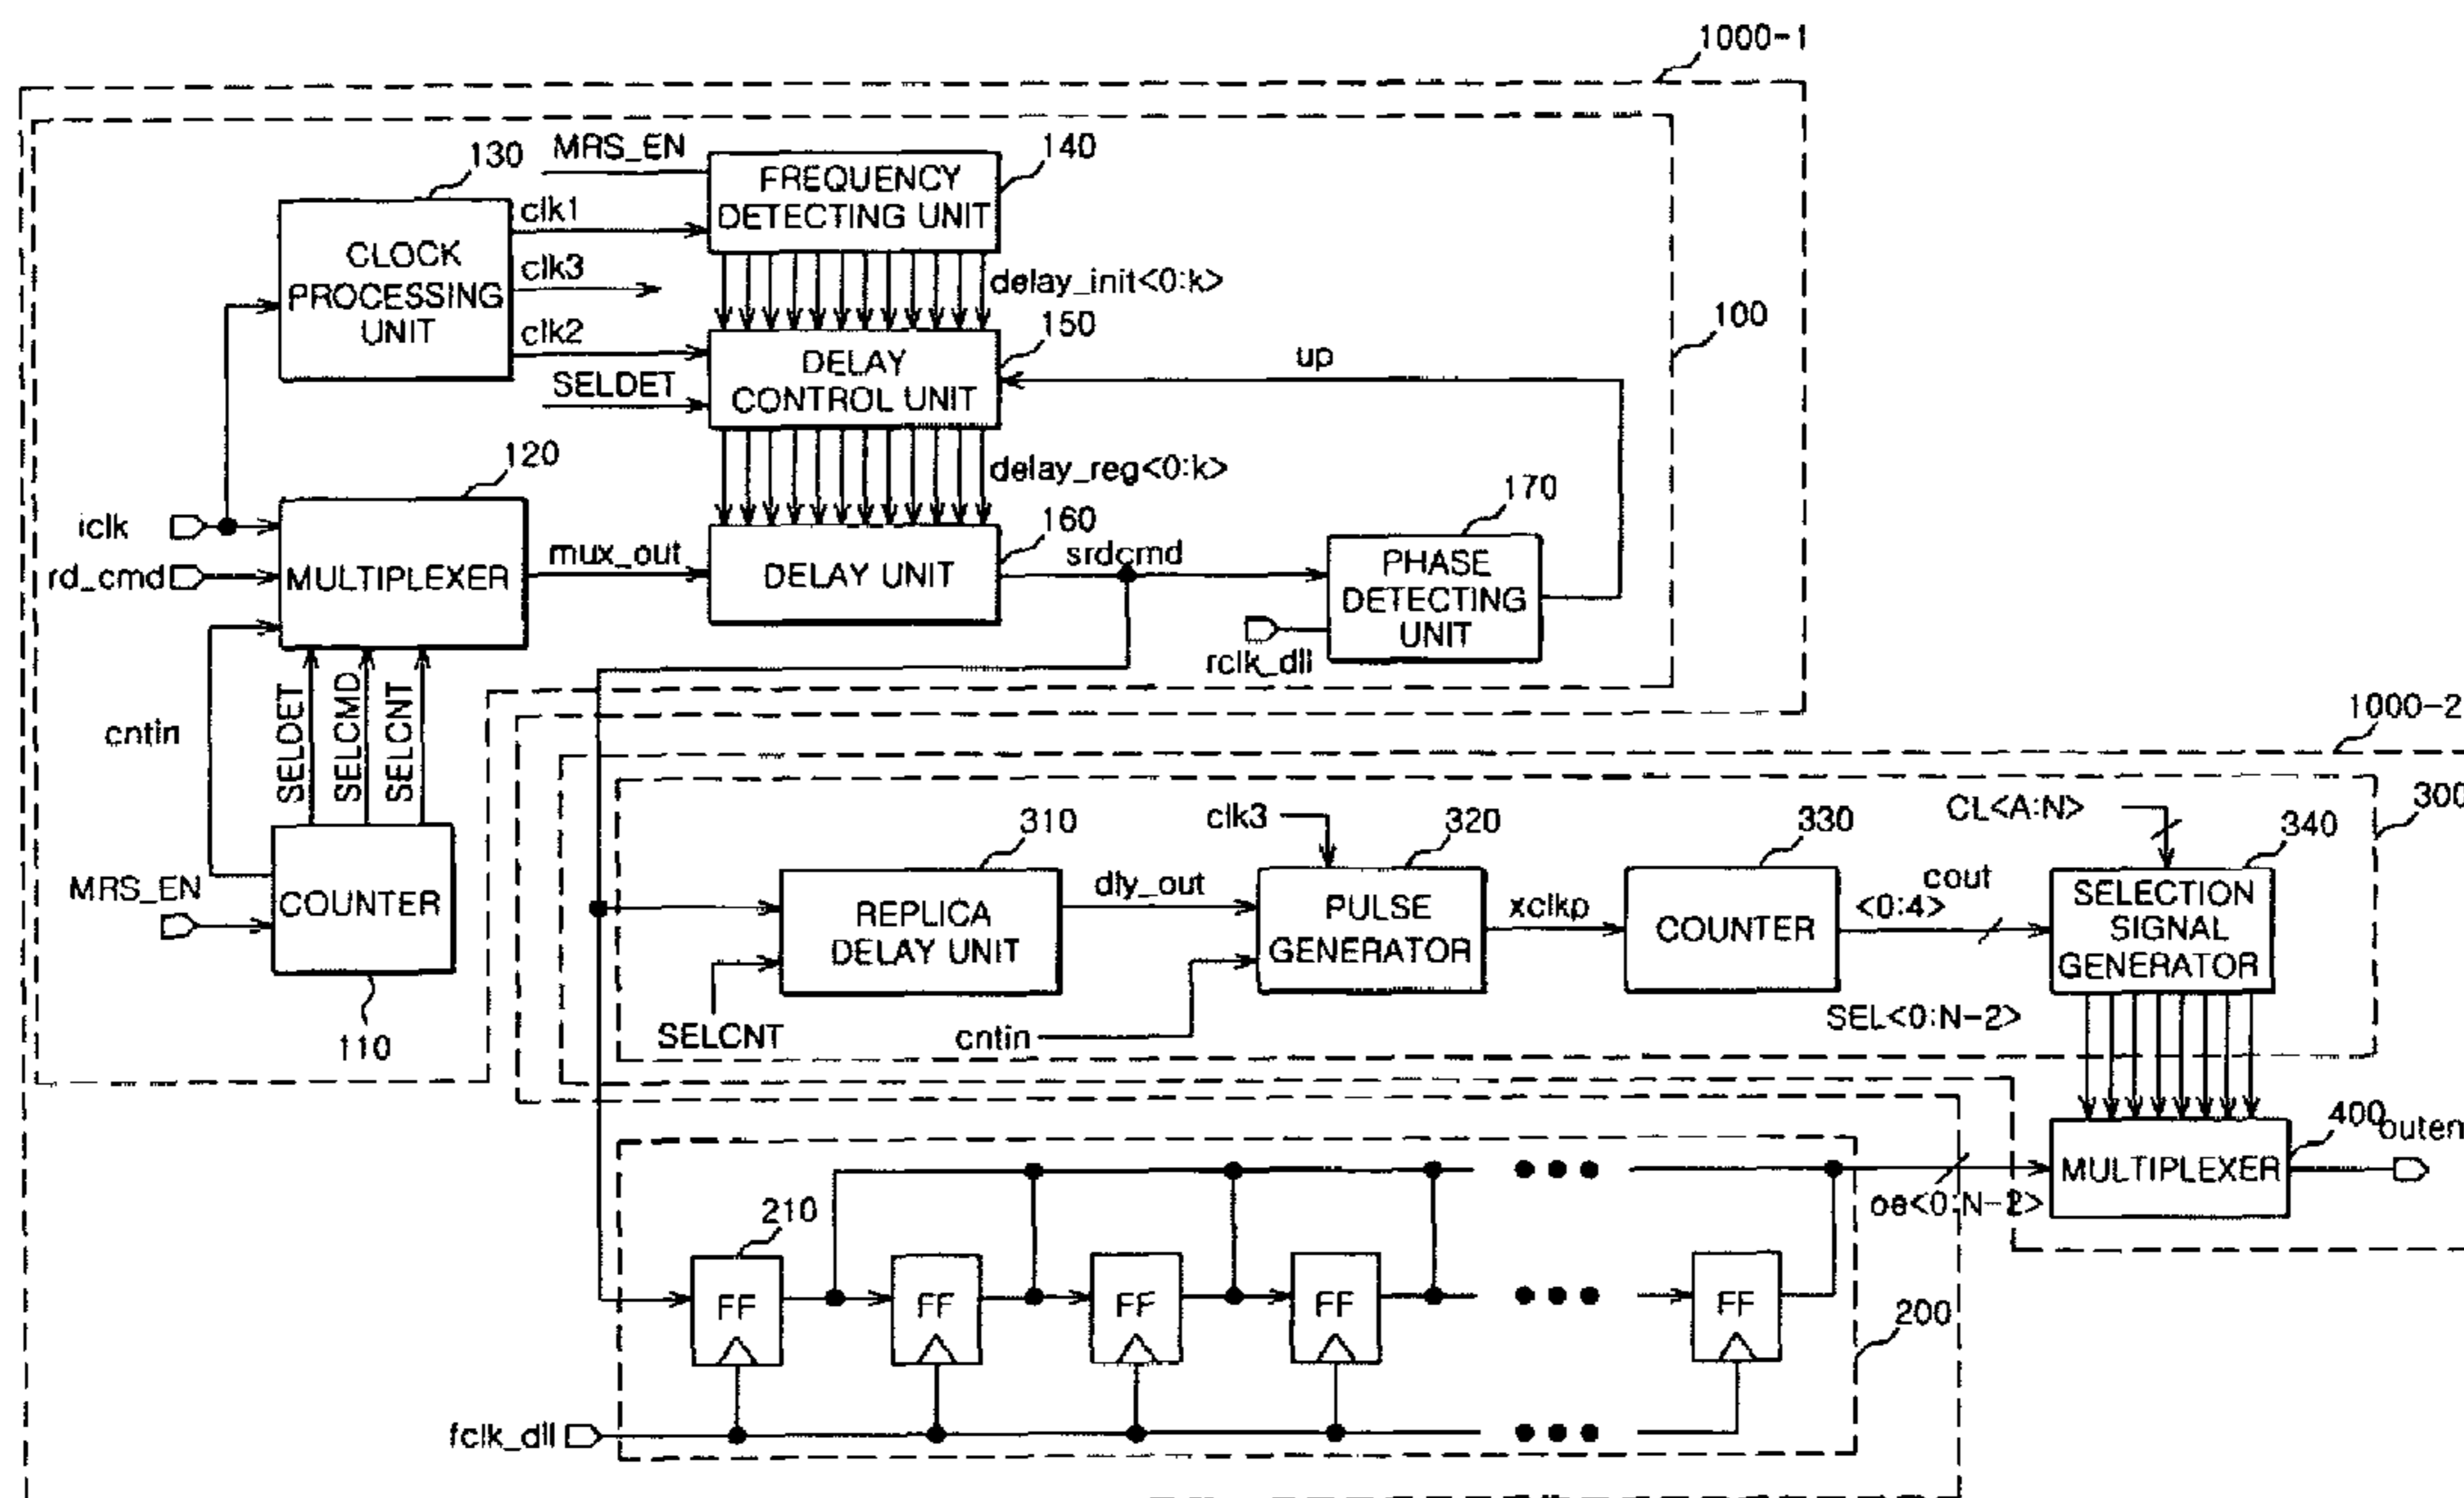 1000-1
130
MRS_EN
140
FREQUENCY
DETECTING UNIT
clk1
CLOCK
PROCESSING
UNIT
clk3
delay_init<0:k>
clk2
150
100
DELAY
CONTROL UNIT
up
SELDET
delay_reg<0:k>
120
170
iclk
160
rd_cmd
MULTIPLEXER
mux_out
DELAY UNIT
srdcmd
PHASE
DETECTING
UNIT
rclk_dll
cntin
SELDET
SELCMD
SELCNT
1000-2
MRS_EN
COUNTER
110
310
clk3
320
330
CL<A:N>
340
300
REPLICA
DELAY UNIT
dly_out
PULSE
GENERATOR
xclkp
COUNTER
cout
<0:4>
SELECTION
SIGNAL
GENERATOR
SELCNT
cntin
SEL<0:N-2>
400
outen
MULTIPLEXER
oe<0:N-2>
210
FF
FF
FF
FF
FF
200
fclk_dll